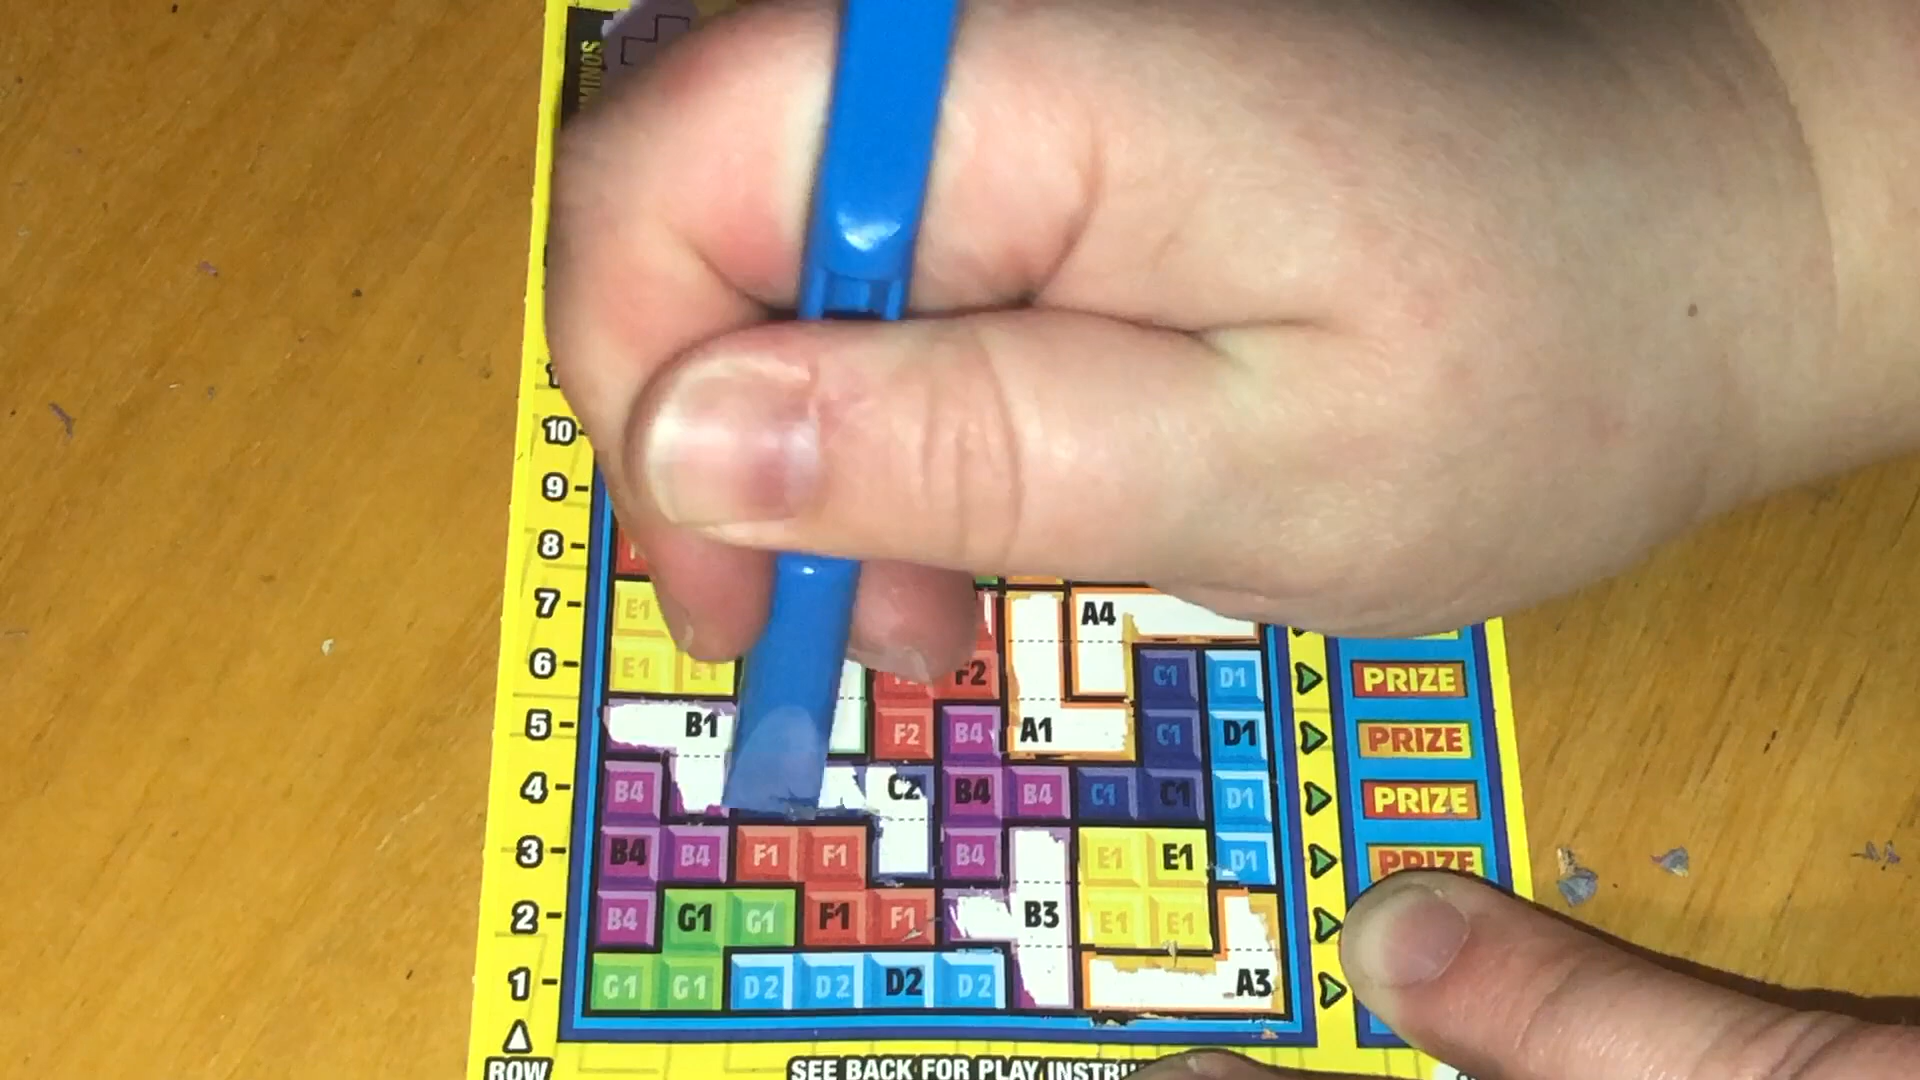 10
9
8
7 E1 A4
6 E1 E1 F2 F2 C1 D1 PRIZE
5 B1 F2 B4 A1 C1 D1 PRIZE
4 B4 C2 B4 B4 C1 C1 D1 PRIZE
3 B4 B4 F1 F1 B4 E1 E1 D1 PRIZE
2 B4 G1 G1 F1 F1 B3 E1 E1
1 G1 G1 D2 D2 D2 D2 A3
ROW SEE BACK FOR PLAY